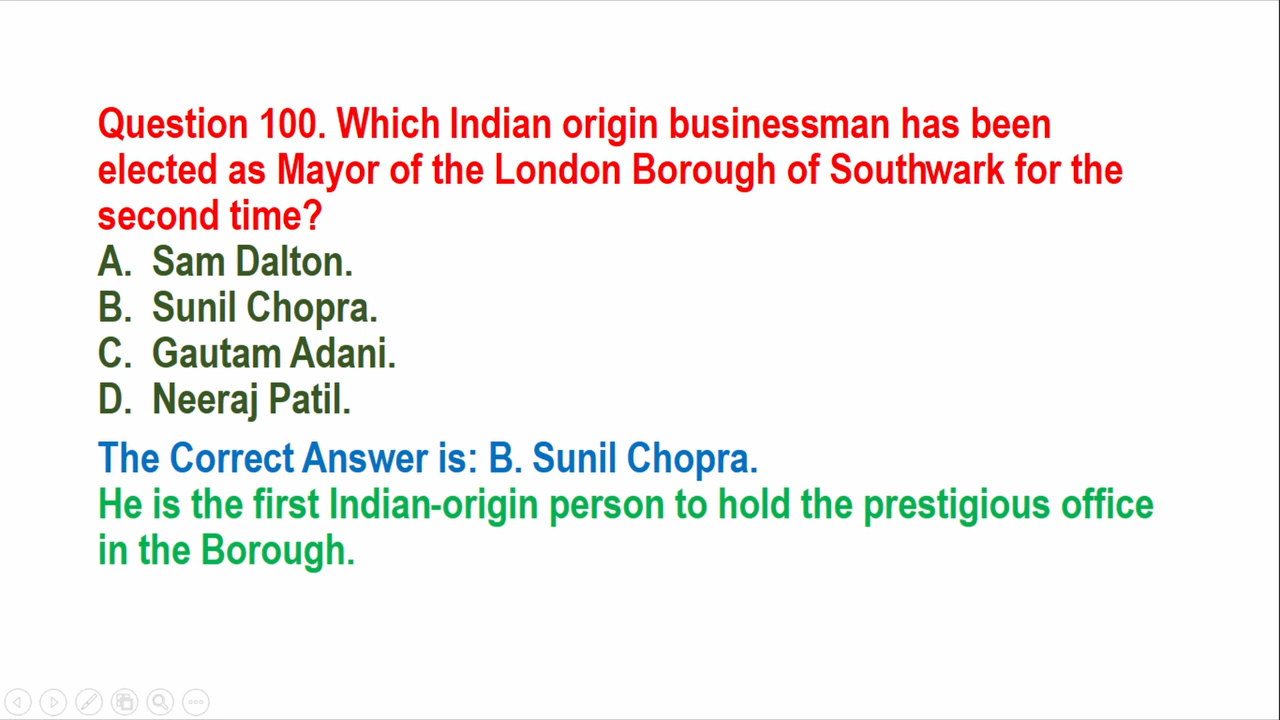 Question 100. Which Indian origin businessman has been
elected as Mayor of the London Borough of Southwark for the
second time?
A. Sam Dalton.
B. Sunil Chopra.
C. Gautam Adani.
D. Neeraj Patil.
The Correct Answer is: B. Sunil Chopra.
He is the first Indian-origin person to hold the prestigious office
in the Borough.